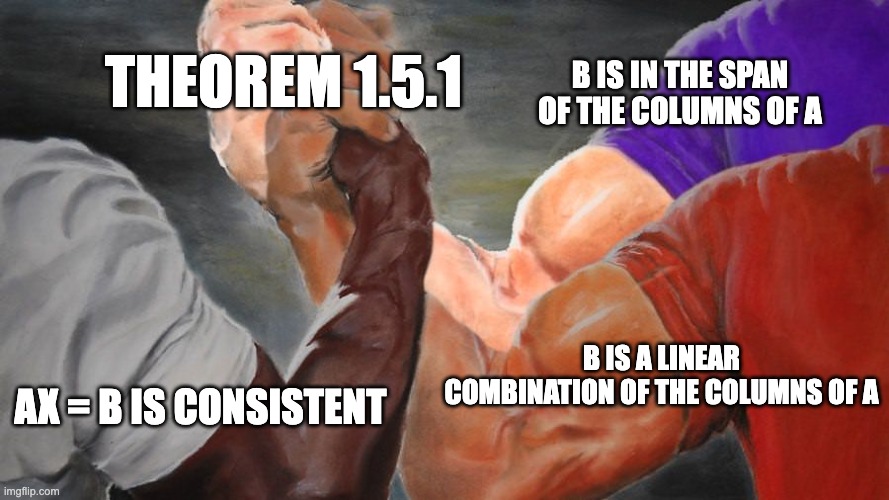 THEOREM 1.5.1
B IS IN THE SPAN
OF THE COLUMNS OF A
B IS A LINEAR
COMBINATION OF THE COLUMNS OF A
AX = B IS CONSISTENT
imgflip.com